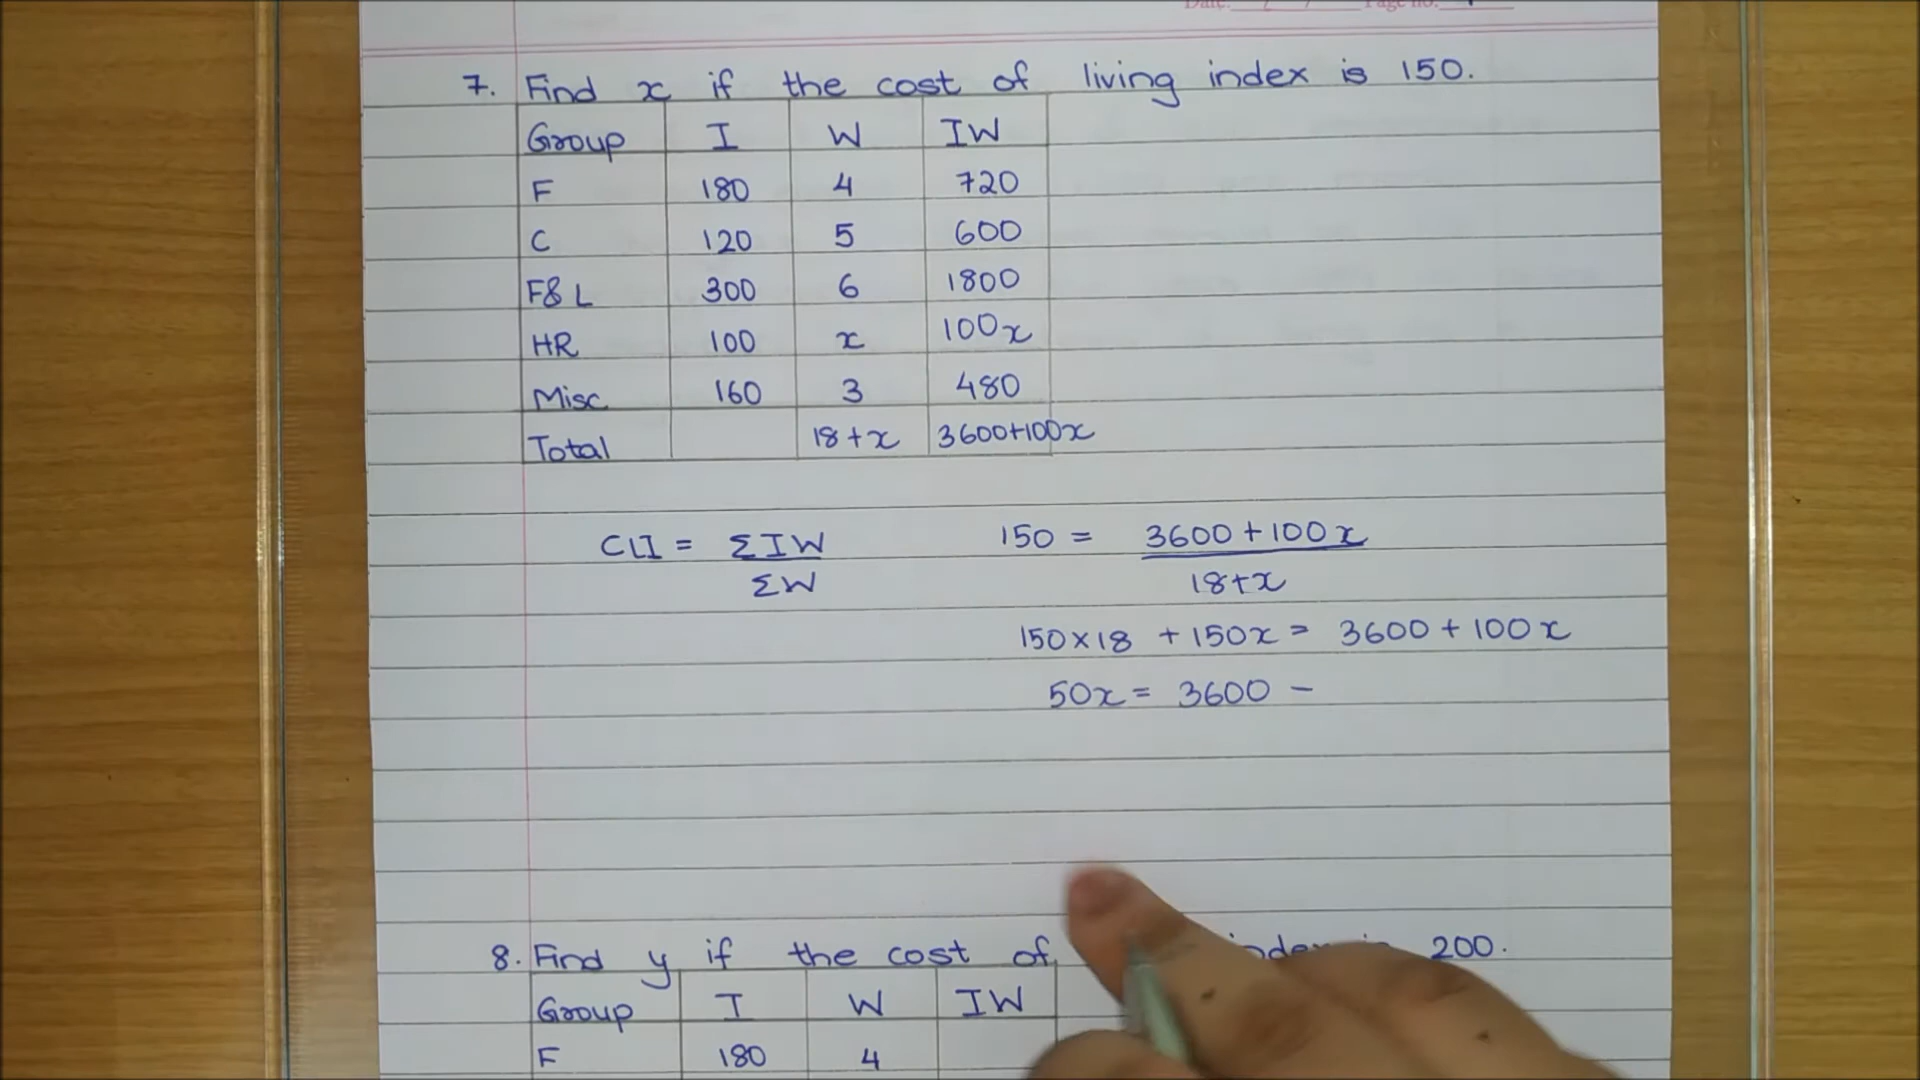 Date: / / Page no.
7. Find x if the cost of living index is 150.
Group I W IW
F 180 4 720
C 120 5 600
F&L 300 6 1800
HR 100 x 100x
Misc 160 3 480
Total 18+x 3600+100x
CLI = ΣIW / ΣW 150 = 3600+100x / 18+x
150×18 + 150x = 3600+100x
50x = 3600 –
8. Find y if the cost of 200.
Group I W IW
F 180 4